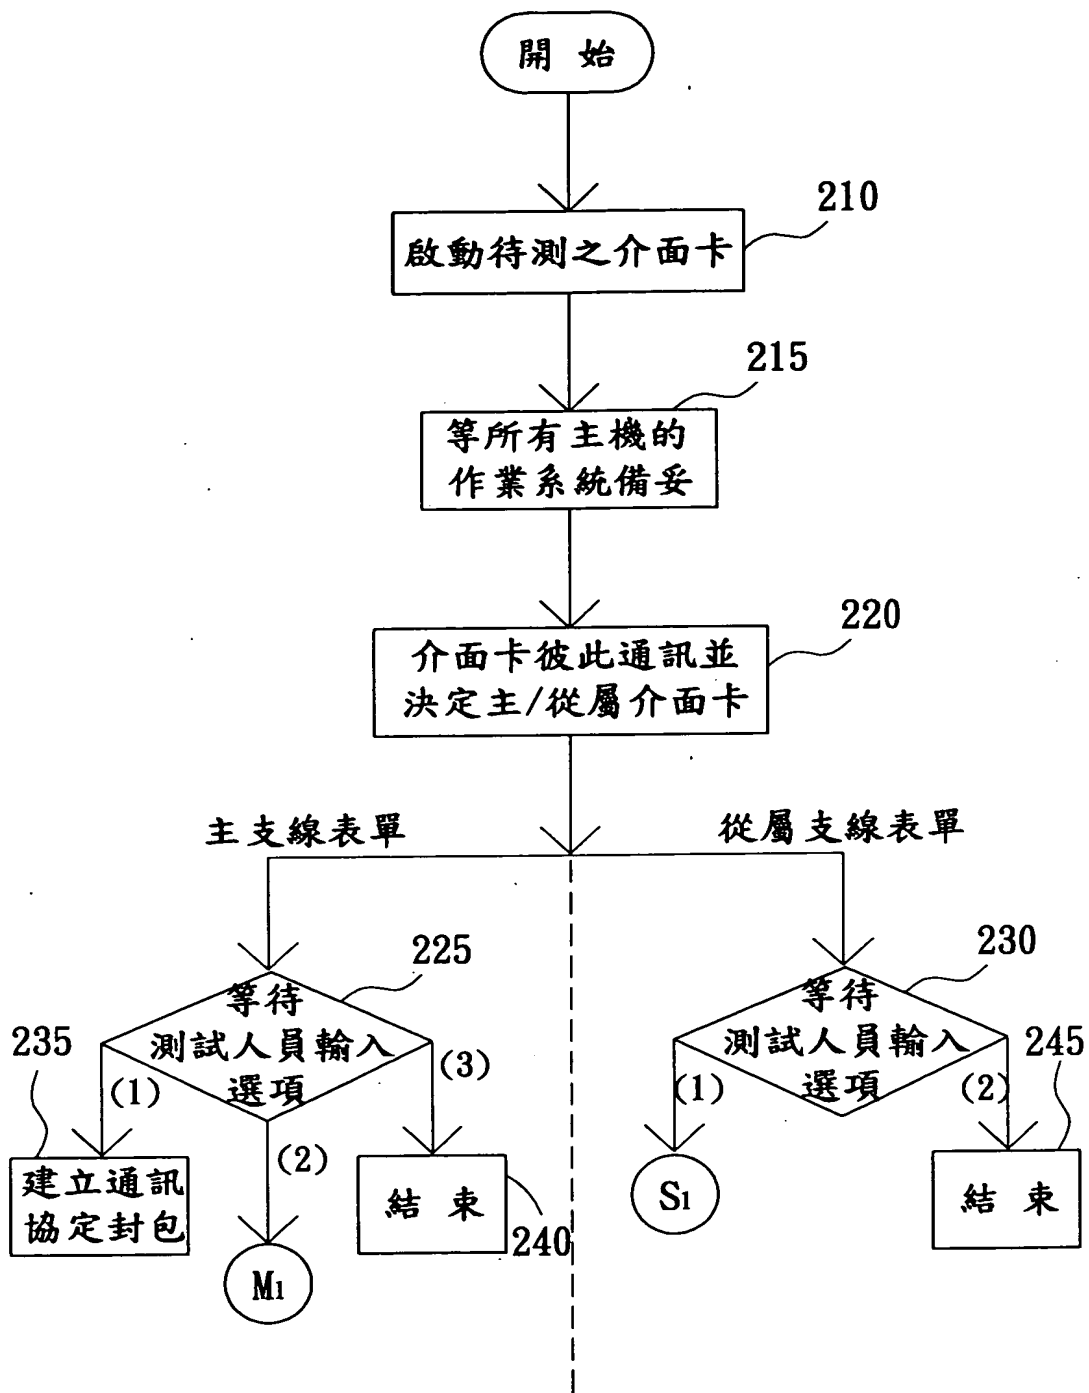 開 始
210
啟動待測之介面卡
215
等所有主機的
作業系統備妥
220
介面卡彼此通訊並
決定主/從屬介面卡
主支線表單
從屬支線表單
225
等待
測試人員輸入
選項
235
(1)
(2)
(3)
建立通訊
協定封包
M1
結 束
240
230
等待
測試人員輸入
選項
(1)
(2)
245
S1
結 束